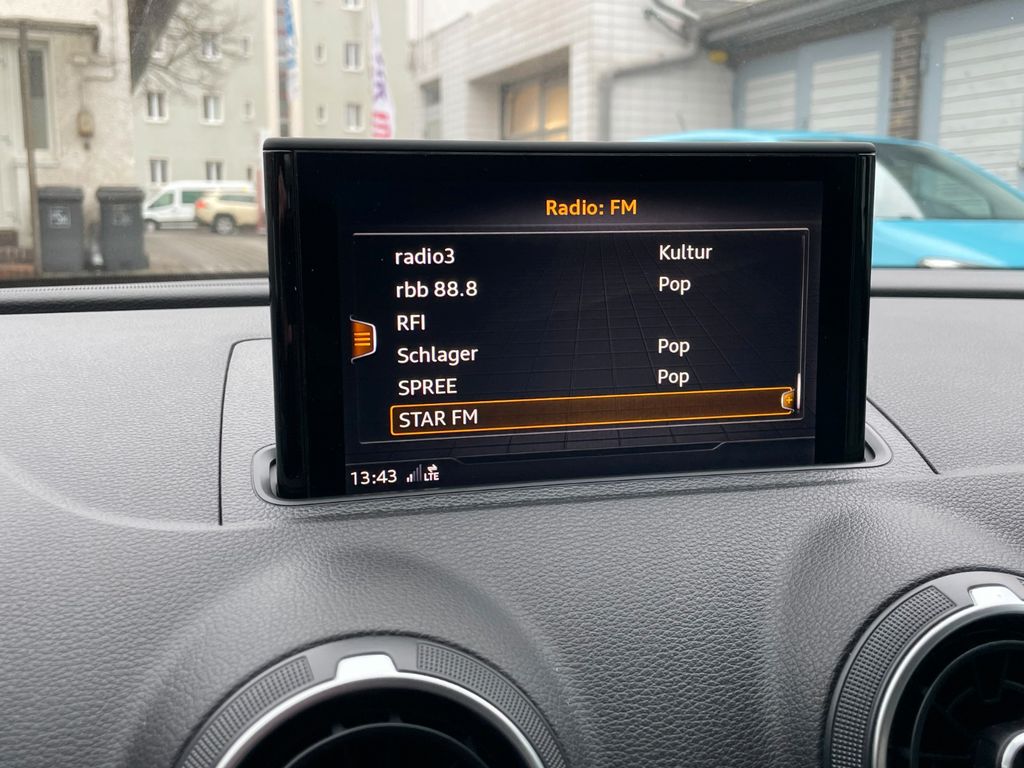 Radio: FM
radio3 Kultur
rbb 88.8 Pop
RFI
Schlager Pop
SPREE Pop
STAR FM
13:43 LTE